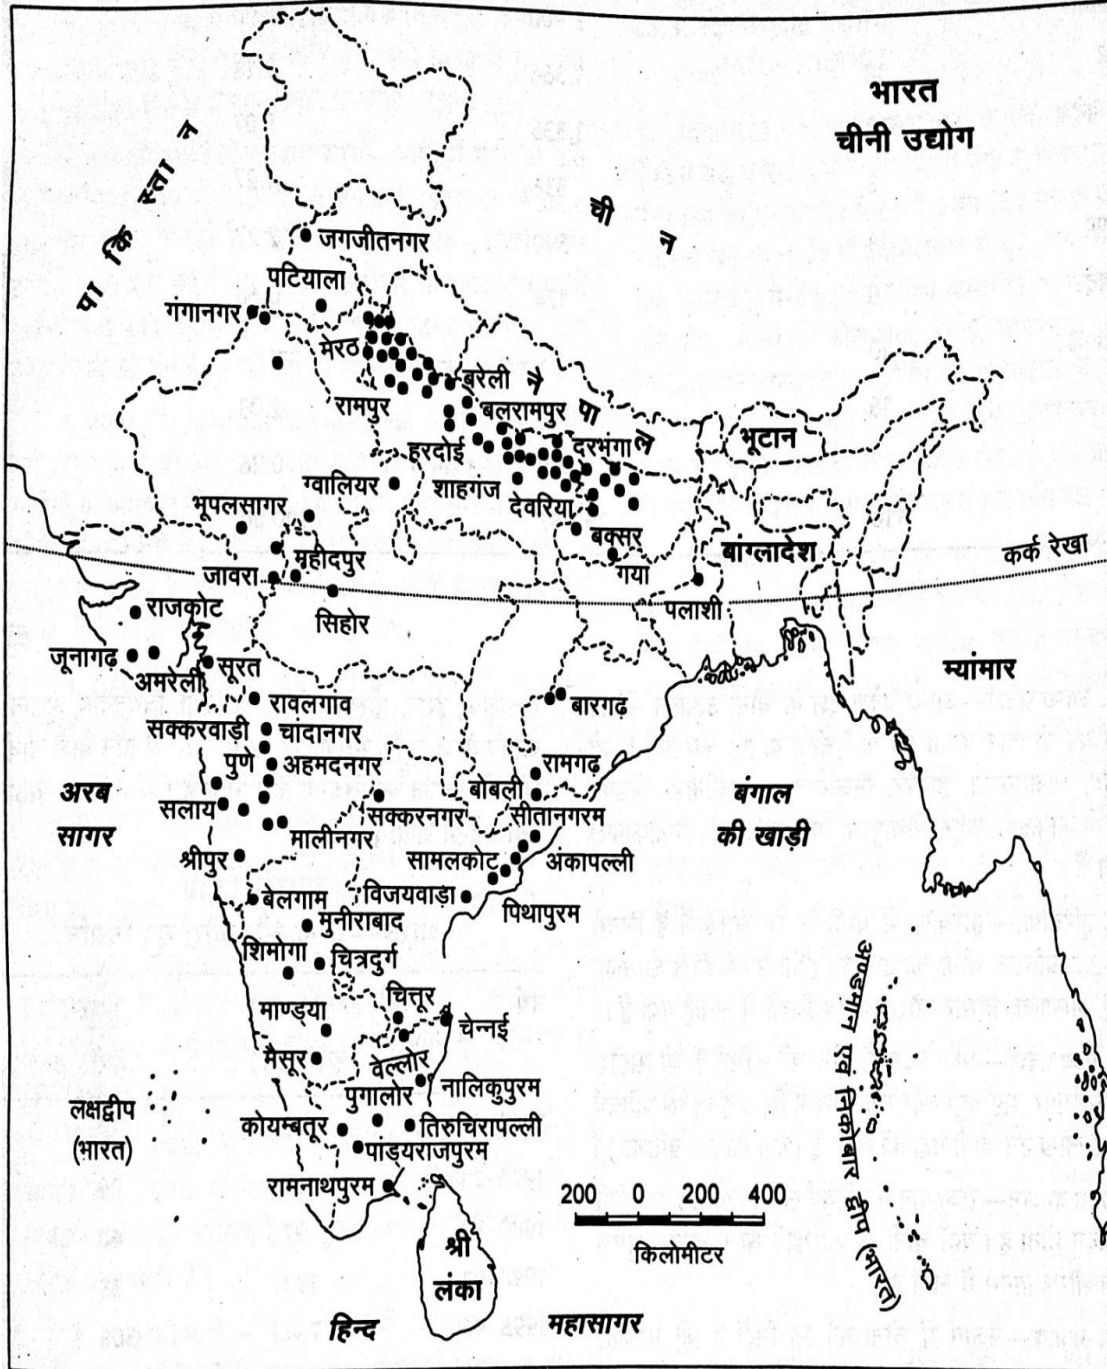 भारत
चीनी उद्योग
पाकिस्तान
चीन
जगजीतनगर
पटियाला
गंगानगर
मेरठ
बरेली
नेपाल
रामपुर
बलरामपुर
हरदोई
दरभंगा
भूटान
ग्वालियर
शाहगंज
भूपलसागर
देवरिया
बक्सर
बांग्लादेश
कर्क रेखा
महीदपुर
जावरा
गया
राजकोट
सिहोर
पलाशी
जूनागढ़
सूरत
म्यांमार
अमरेली
रावलगांव
बारगढ़
सक्करवाड़ी
चांदानगर
पुणे
अहमदनगर
रामगढ़
अरब
सागर
बोबली
बंगाल
की खाड़ी
सलाय
सक्करनगर
सीतानगरम
मालीनगर
श्रीपुर
सामलकोट
अंकापल्ली
बेलगाम
विजयवाड़ा
पिथापुरम
मुनीराबाद
शिमोगा
चित्रदुर्ग
चित्तूर
माण्ड्या
चेन्नई
मैसूर
वेल्लोर
नालिकुपुरम
पुगालोर
लक्षद्वीप
(भारत)
कोयम्बतूर
तिरुचिरापल्ली
पांड्यराजपुरम
रामनाथपुरम
अण्डमान एवं निकोबार द्वीप (भारत)
200 0 200 400
किलोमीटर
श्री
लंका
हिन्द
महासागर